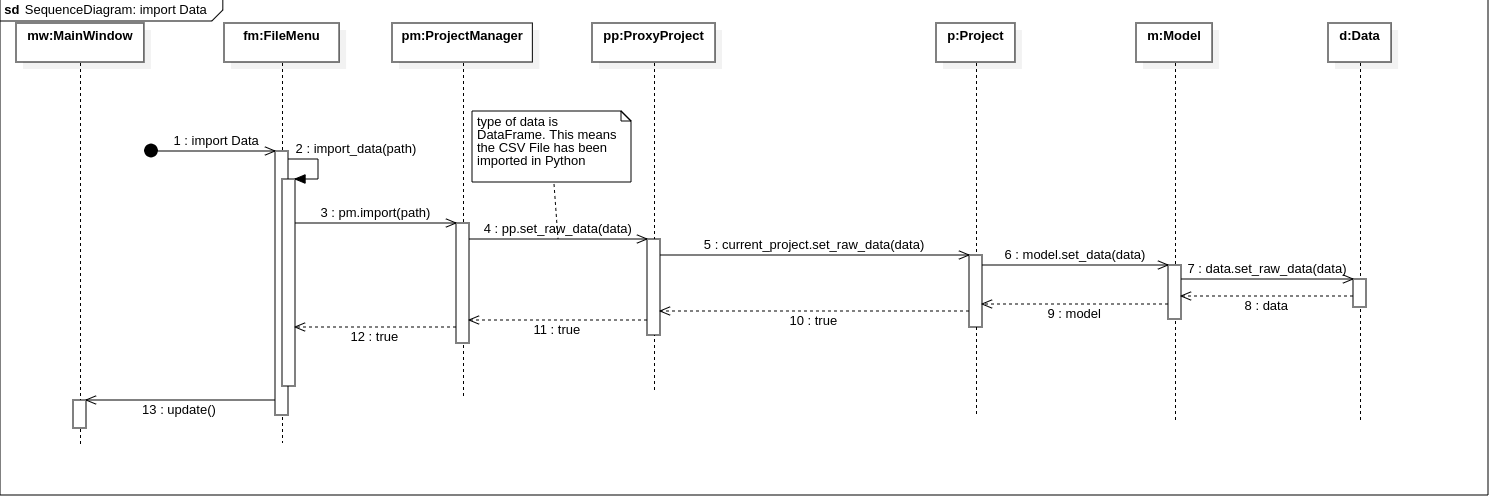 sd SequenceDiagram: import Data
mw:MainWindow
fm:FileMenu
pm:ProjectManager
pp:ProxyProject
p:Project
m:Model
d:Data
type of data is
DataFrame. This means
the CSV File has been
imported in Python
1 : import Data
2 : import_data(path)
3 : pm.import(path)
4 : pp.set_raw_data(data)
5 : current_project.set_raw_data(data)
6 : model.set_data(data)
7 : data.set_raw_data(data)
8 : data
9 : model
10 : true
11 : true
12 : true
13 : update()